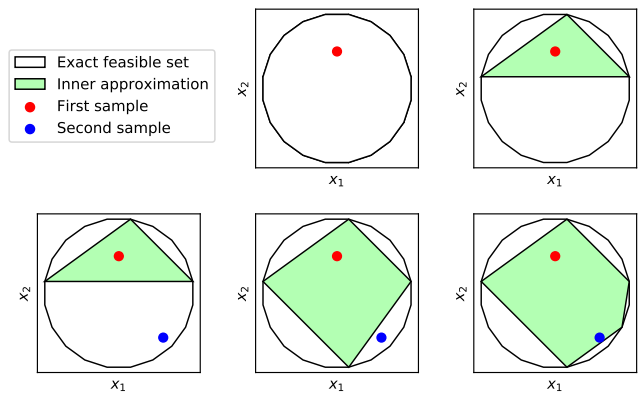 Exact feasible set
Inner approximation
First sample
Second sample
x₂
x₁
x₂
x₁
x₂
x₁
x₂
x₁
x₂
x₁